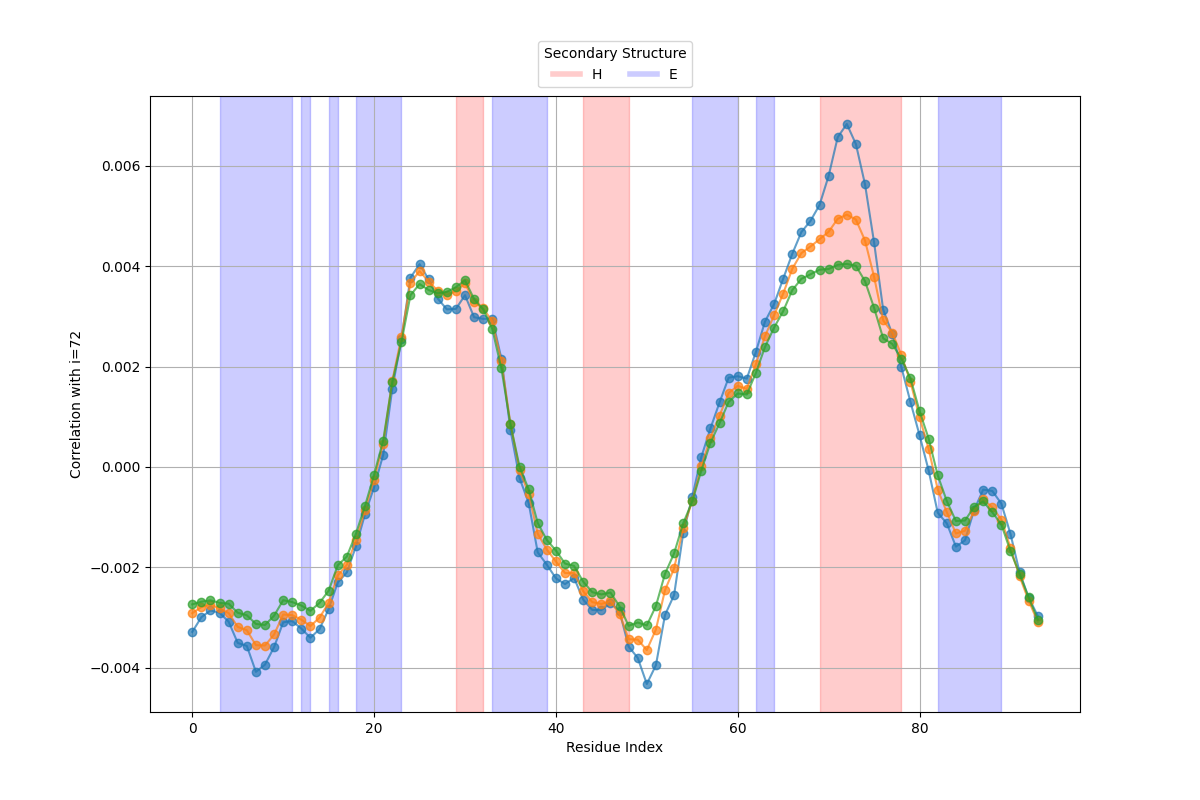 Secondary Structure
H E
0.006
0.004
0.002
0.000
−0.002
−0.004
Correlation with i=72
0 20 40 60 80
Residue Index